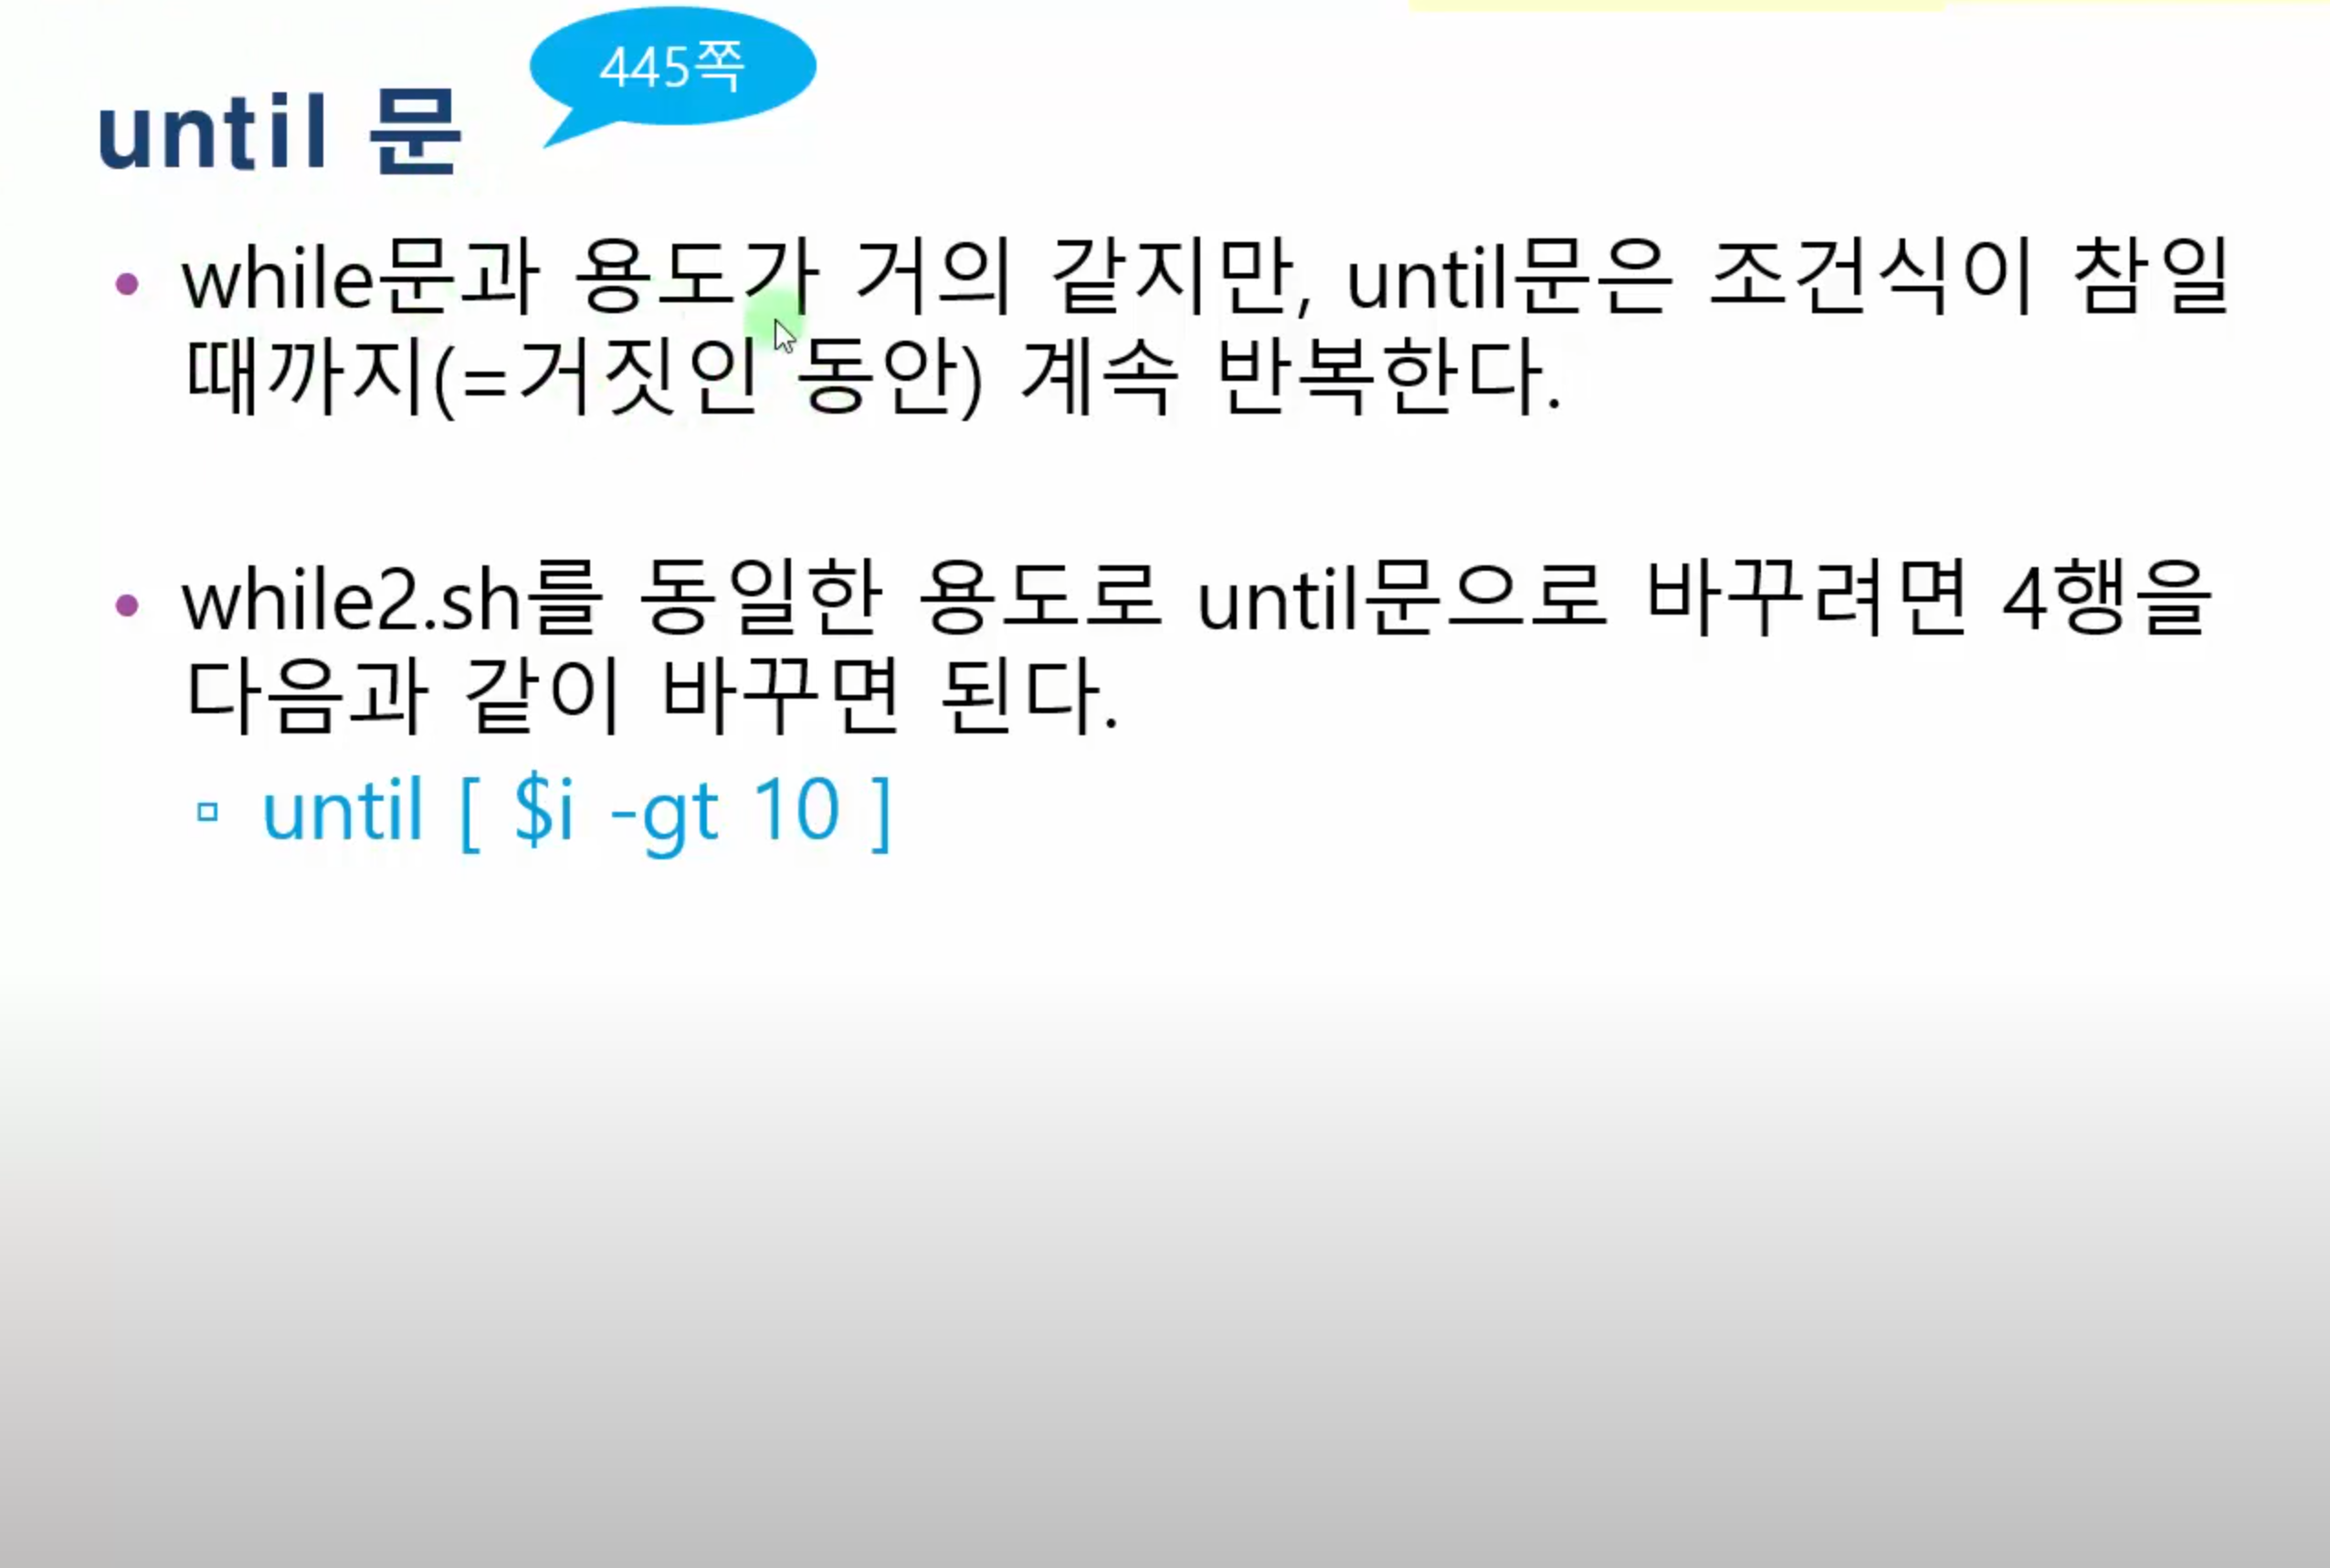 445쪽
until 문
while문과 용도가 거의 같지만, until문은 조건식이 참일
때까지(=거짓인 동안) 계속 반복한다.
while2.sh를 동일한 용도로 until문으로 바꾸려면 4행을
다음과 같이 바꾸면 된다.
until [ $i -gt 10 ]